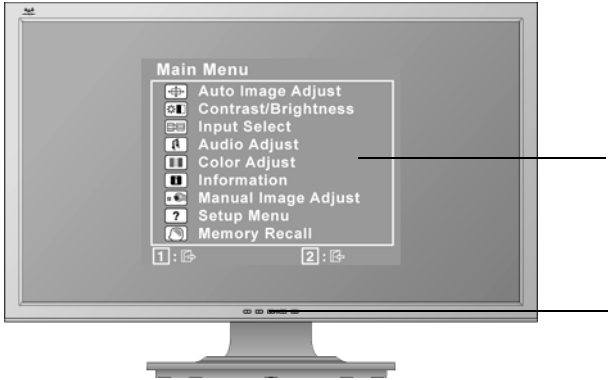 Main Menu
Auto Image Adjust
Contrast/Brightness
Input Select
Audio Adjust
Color Adjust
Information
Manual Image Adjust
? Setup Menu
Memory Recall
1 : 2 :